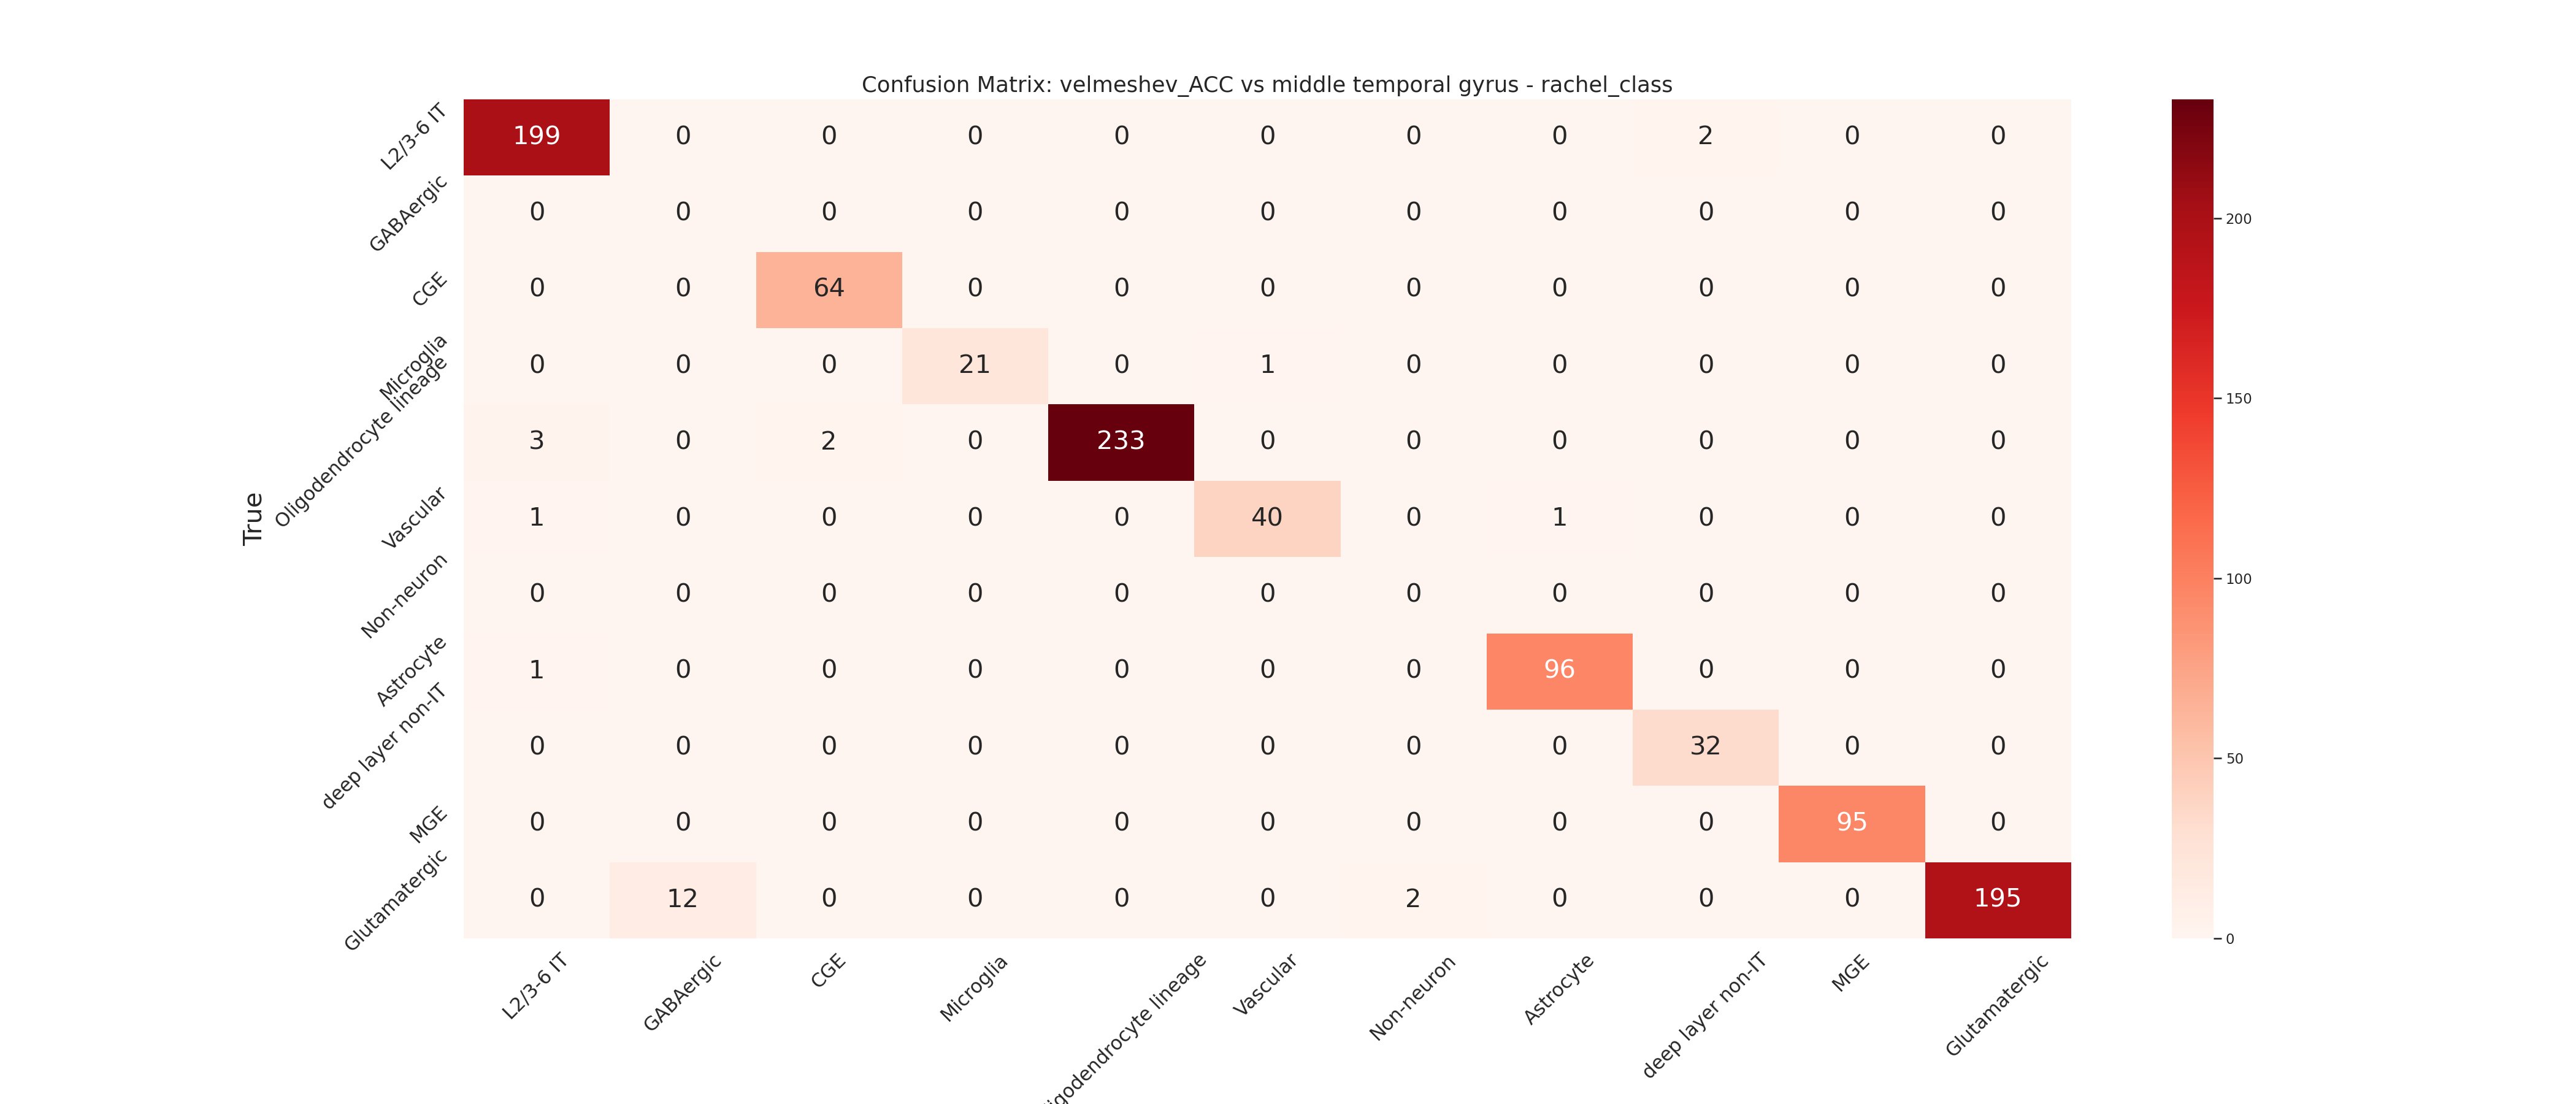 Confusion Matrix: velmeshev_ACC vs middle temporal gyrus - rachel_class
True
L2/3-6 IT 199 0 0 0 0 0 0 0 2 0 0
GABAergic 0 0 0 0 0 0 0 0 0 0 0
CGE 0 0 64 0 0 0 0 0 0 0 0
Microglia 0 0 0 21 0 1 0 0 0 0 0
Oligodendrocyte lineage 3 0 2 0 233 0 0 0 0 0 0
Vascular 1 0 0 0 0 40 0 1 0 0 0
Non-neuron 0 0 0 0 0 0 0 0 0 0 0
Astrocyte 1 0 0 0 0 0 0 96 0 0 0
deep layer non-IT 0 0 0 0 0 0 0 0 32 0 0
MGE 0 0 0 0 0 0 0 0 0 95 0
Glutamatergic 0 12 0 0 0 0 2 0 0 0 195
L2/3-6 IT GABAergic CGE Microglia igodendrocyte lineage Vascular Non-neuron Astrocyte deep layer non-IT MGE Glutamatergic
200
150
100
50
0